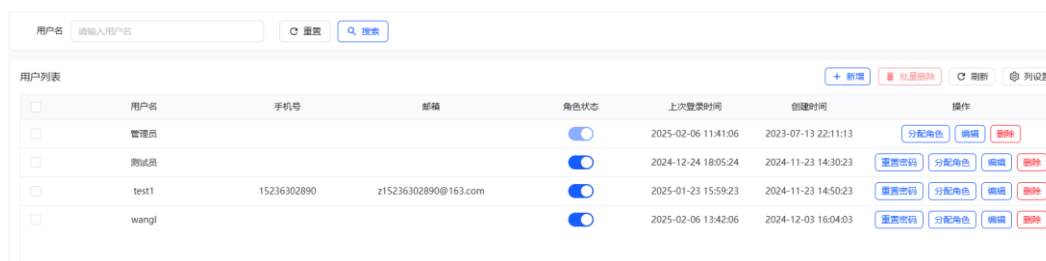 用户名 请输入用户名 重置 搜索
用户列表 + 新增 批量删除 刷新 列设置
用户名 手机号 邮箱 角色状态 上次登录时间 创建时间 操作
管理员 2025-02-06 11:41:06 2023-07-13 22:11:13 分配角色 编辑 删除
测试员 2024-12-24 18:05:24 2024-11-23 14:30:23 重置密码 分配角色 编辑 删除
test1 15236302890 z15236302890@163.com 2025-01-23 15:59:23 2024-11-23 14:50:23 重置密码 分配角色 编辑 删除
wangl 2025-02-06 13:42:06 2024-12-03 16:04:03 重置密码 分配角色 编辑 删除